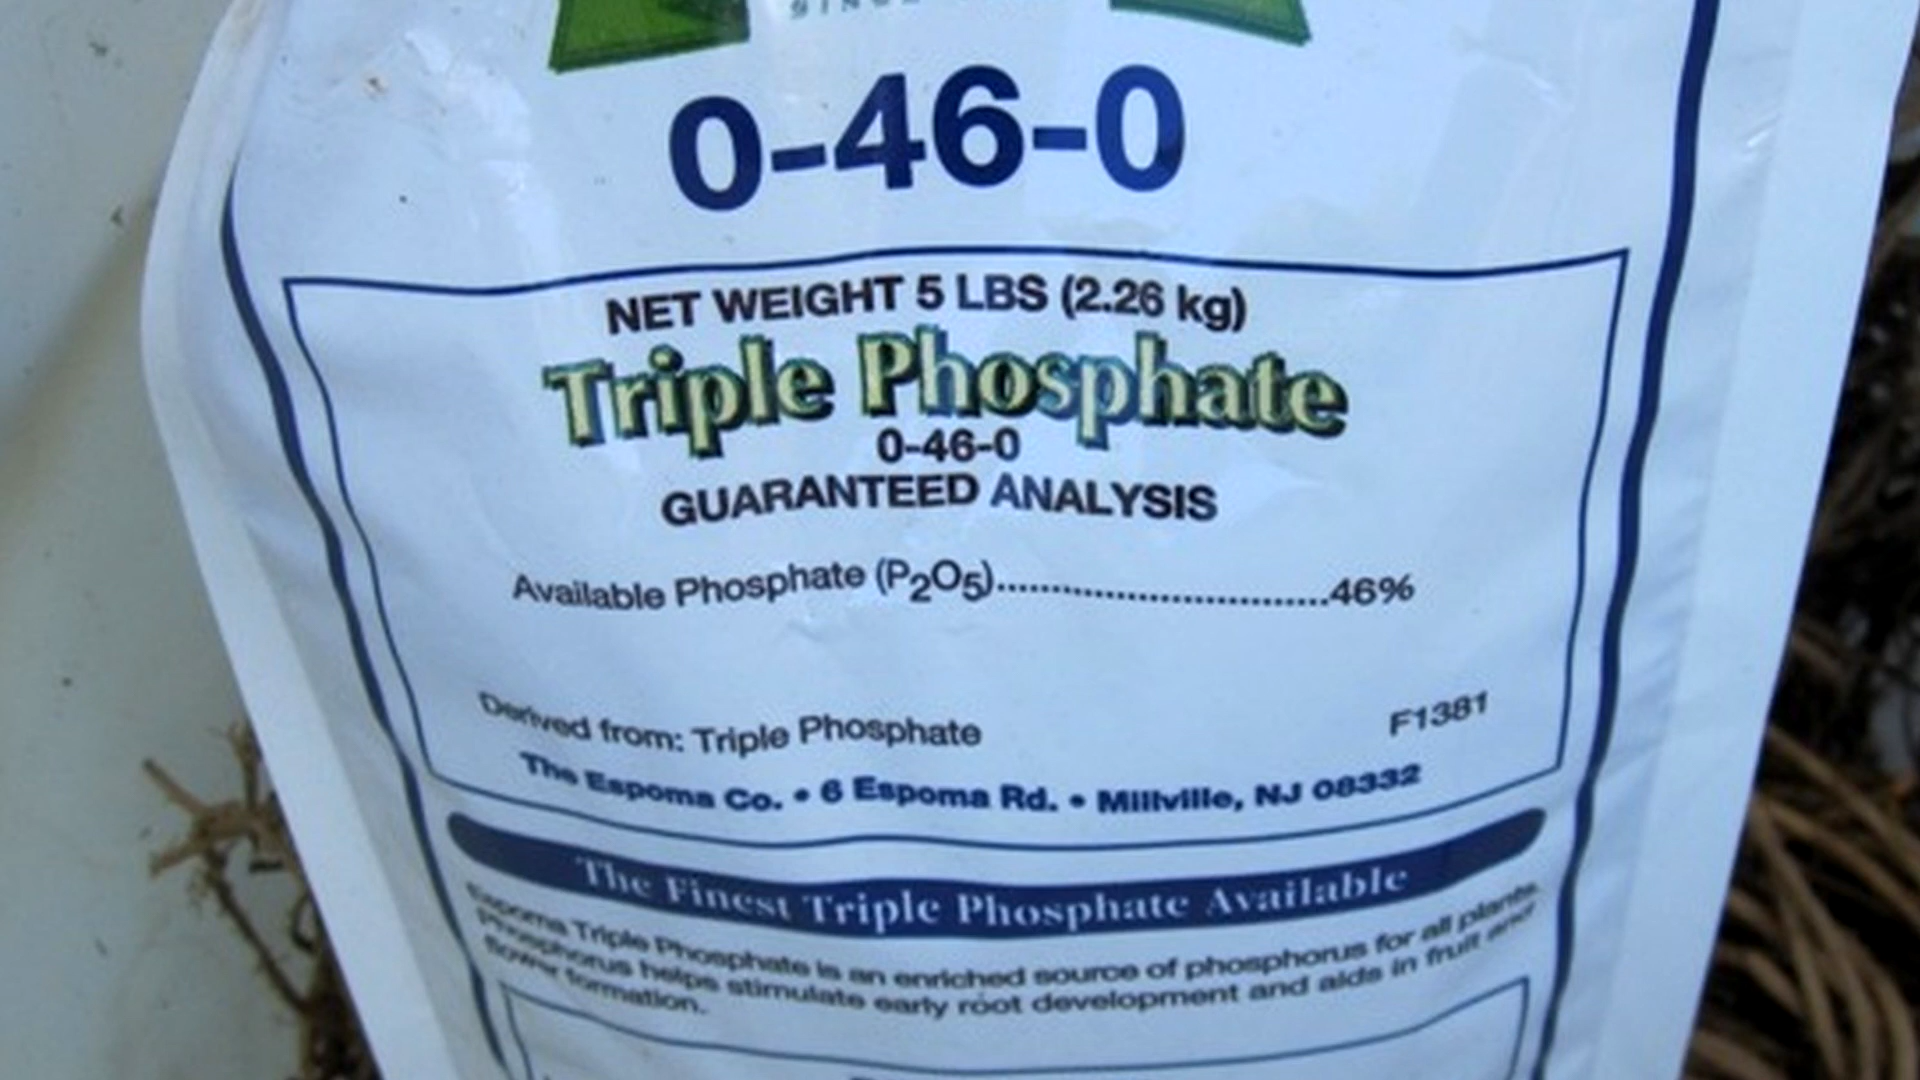 0-46-0
NET WEIGHT 5 LBS (2.26 kg)
Triple Phosphate
0-46-0
GUARANTEED ANALYSIS
Available Phosphate (P2O5)..............................46%
Derived from: Triple Phosphate F1381
The Espoma Co. • 6 Espoma Rd. • Millville, NJ 08332
The Finest Triple Phosphate Available
Espoma Triple Phosphate is an enriched source of phosphorus for all plants.
Phosphorus helps stimulate early root development and aids in fruit and
flower formation.